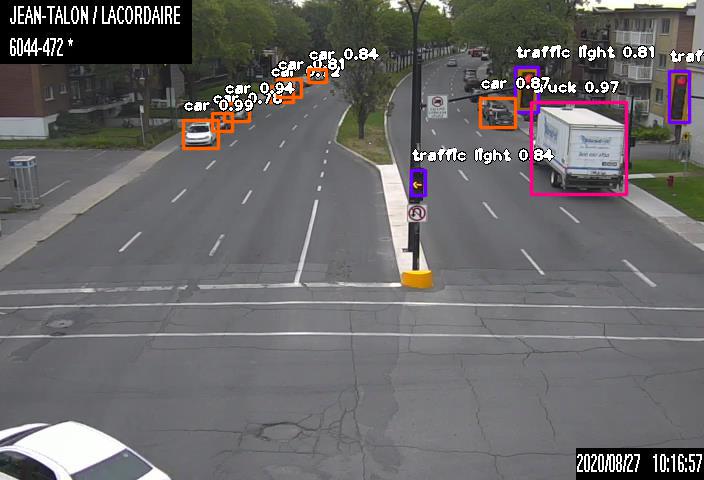 JEAN-TALON / LACORDAIRE
6044-472 *
car 0.84
car 0.81
car 0.94
car 0.99
traffic light 0.81
car 0.87
truck 0.97
traffic light 0.84
2020/08/27 10:16:57